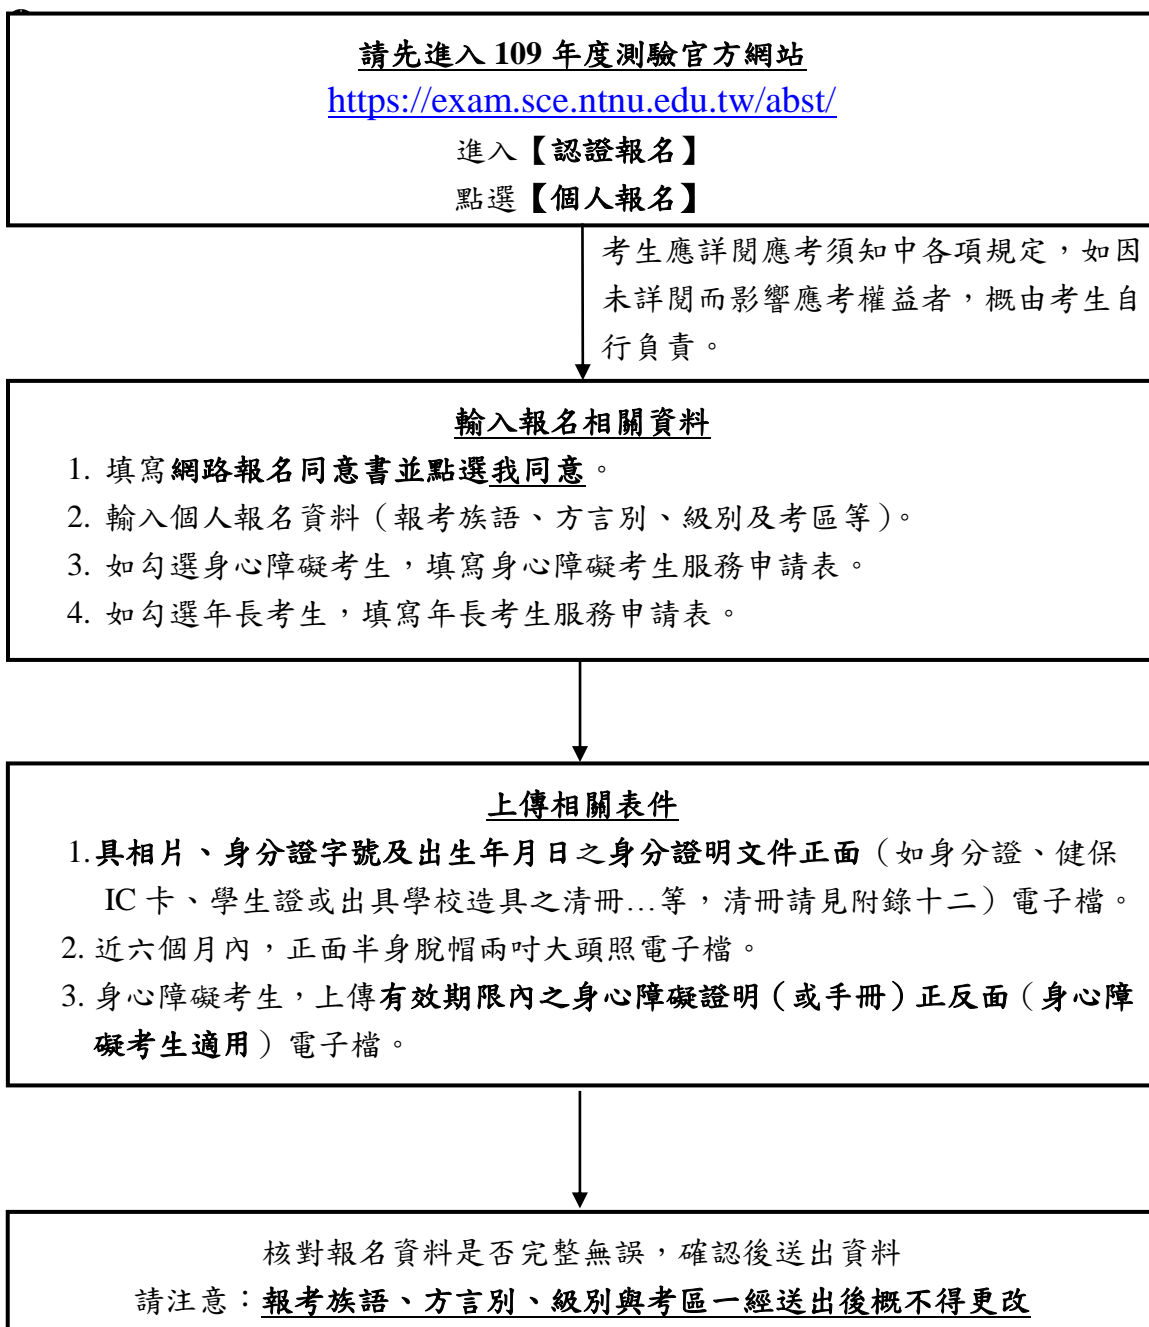 請先進入 109 年度測驗官方網站
https://exam.sce.ntnu.edu.tw/abst/
進入【認證報名】
點選【個人報名】
考生應詳閱應考須知中各項規定，如因
未詳閱而影響應考權益者，概由考生自
行負責。
輸入報名相關資料
1. 填寫網路報名同意書並點選我同意。
2. 輸入個人報名資料（報考族語、方言別、級別及考區等）。
3. 如勾選身心障礙考生，填寫身心障礙考生服務申請表。
4. 如勾選年長考生，填寫年長考生服務申請表。
上傳相關表件
1.具相片、身分證字號及出生年月日之身分證明文件正面（如身分證、健保
IC 卡、學生證或出具學校造具之清冊…等，清冊請見附錄十二）電子檔。
2. 近六個月內，正面半身脫帽兩吋大頭照電子檔。
3. 身心障礙考生，上傳有效期限內之身心障礙證明（或手冊）正反面（身心障
礙考生適用）電子檔。
核對報名資料是否完整無誤，確認後送出資料
請注意：報考族語、方言別、級別與考區一經送出後概不得更改